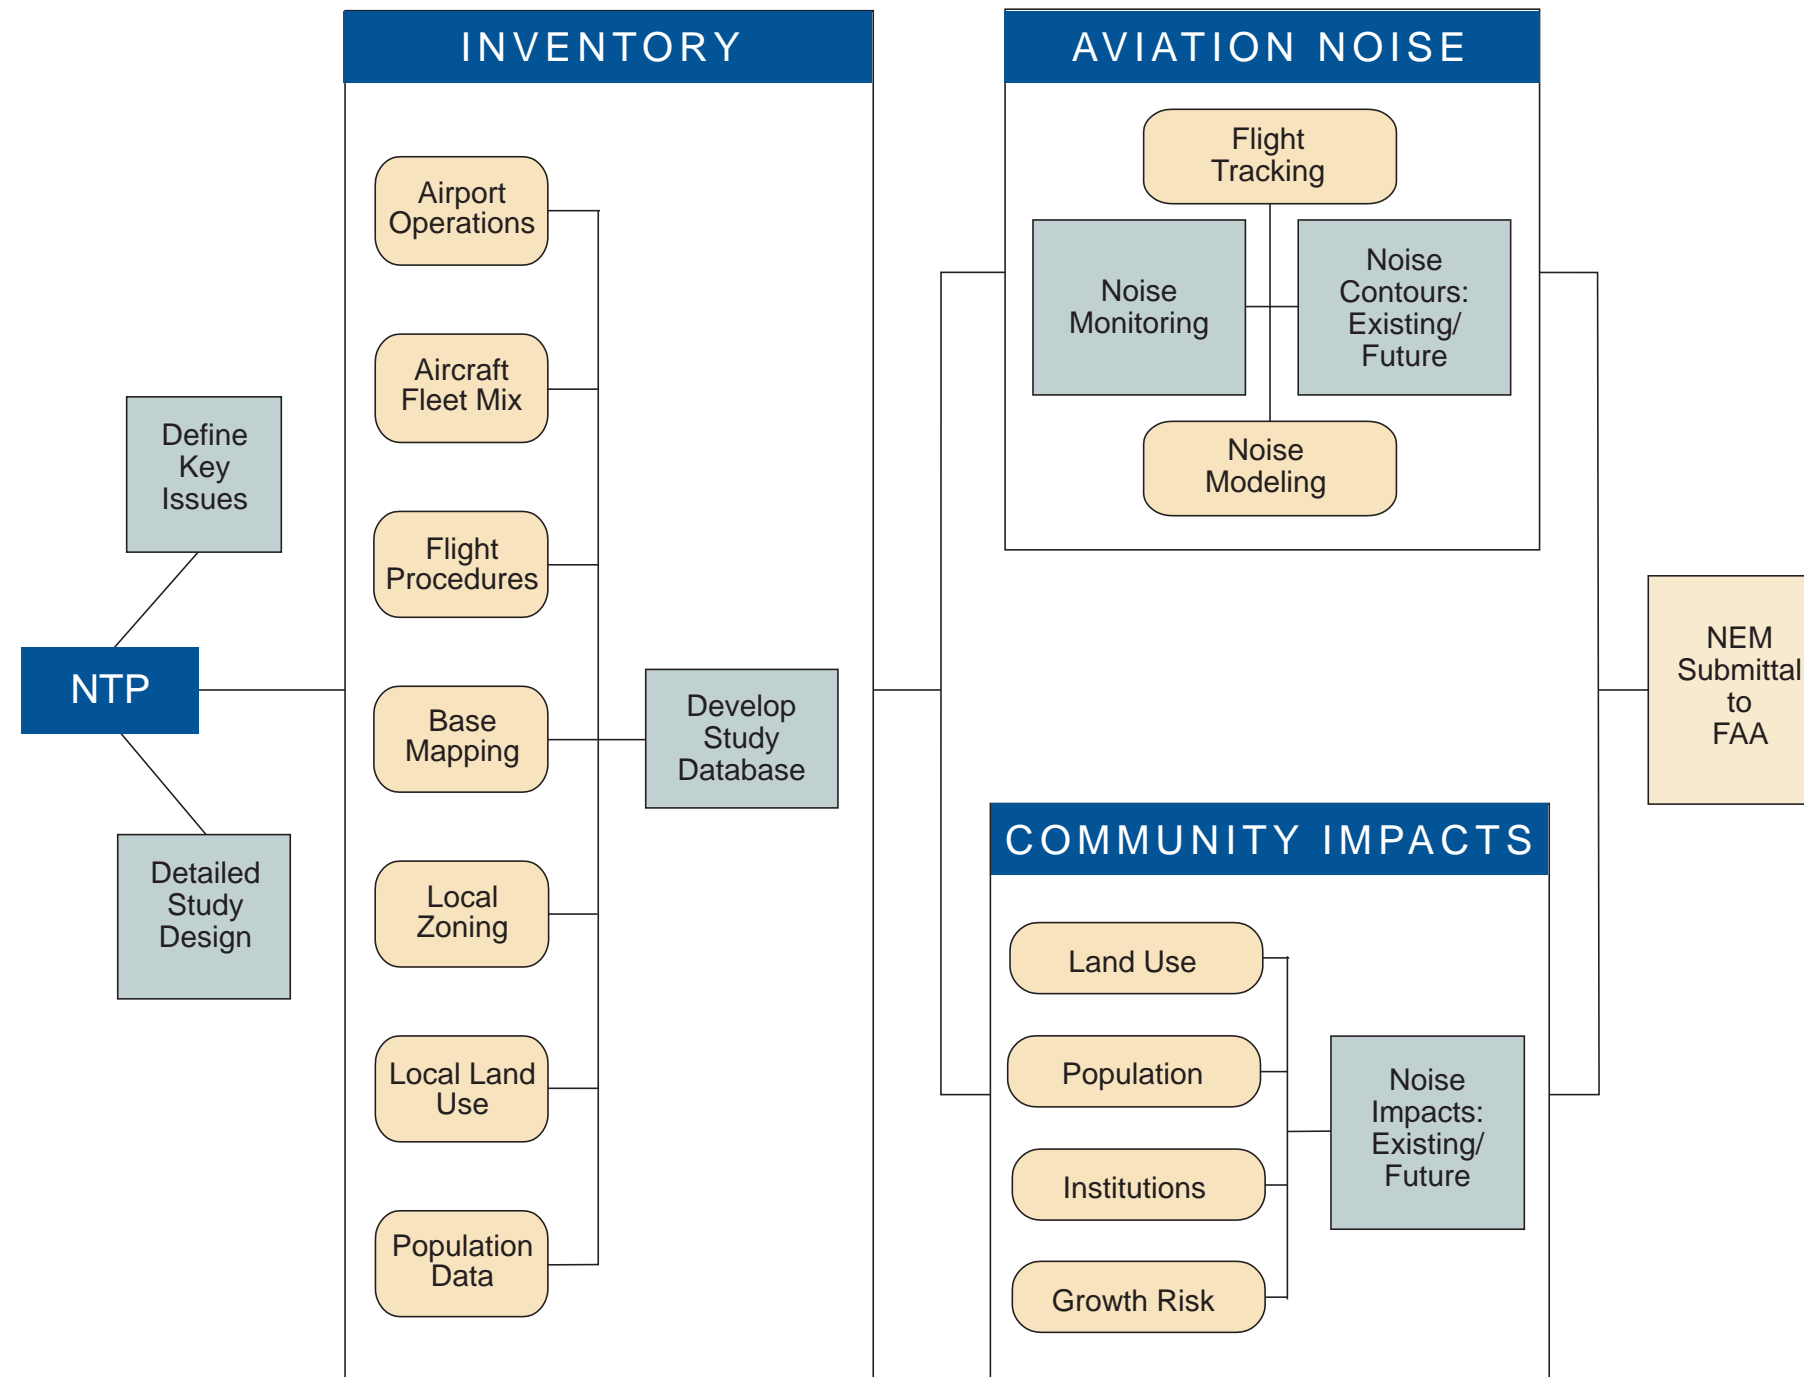 INVENTORY
Airport
Operations
Aircraft
Fleet Mix
Flight
Procedures
Base
Mapping
Local
Zoning
Local Land
Use
Population
Data
Develop
Study
Database
Define
Key
Issues
NTP
Detailed
Study
Design
AVIATION NOISE
Flight
Tracking
Noise
Monitoring
Noise
Contours:
Existing/
Future
Noise
Modeling
COMMUNITY IMPACTS
Land Use
Population
Institutions
Growth Risk
Noise
Impacts:
Existing/
Future
NEM
Submittal
to
FAA